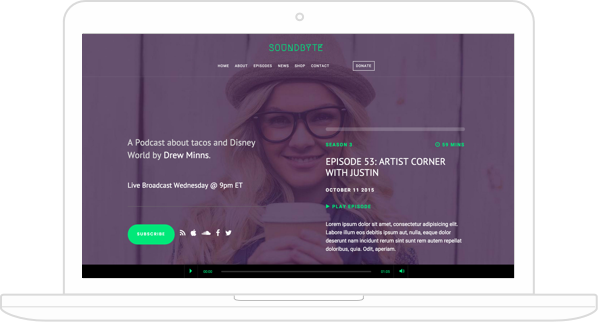 SOUNDBYTE
HOME ABOUT EPISODES NEWS SHOP CONTACT DONATE
A Podcast about tacos and Disney
World by Drew Minns.
Live Broadcast Wednesday @ 9pm ET
SUBSCRIBE
SEASON 3 55 MINS
EPISODE 53: ARTIST CORNER
WITH JUSTIN
OCTOBER 11 2015
PLAY EPISODE
Lorem ipsum dolor sit amet, consectetur adipisicing elit.
Labore illum eos debitis ipsum aut, nulla, eaque dolor
deserunt nam incidunt rerum sint sunt rem autem repellat
doloribus, quia. Odit, aperiam.
00:00 01:00